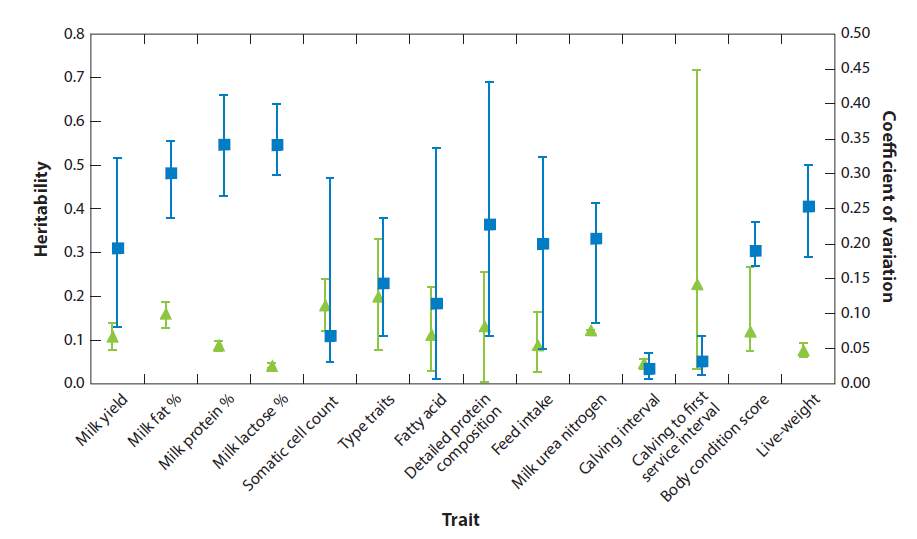 0.8
0.7
0.6
0.5
0.4
0.3
0.2
0.1
0.0
Heritability
0.50
0.45
0.40
0.35
0.30
0.25
0.20
0.15
0.10
0.05
0.00
Coefficient of variation
Milk yield
Milk fat %
Milk protein %
Milk lactose %
Somatic cell count
Type traits
Fatty acid
Detailed protein
composition
Feed intake
Milk urea nitrogen
Calving interval
Calving to first
service interval
Body condition score
Live-weight
Trait